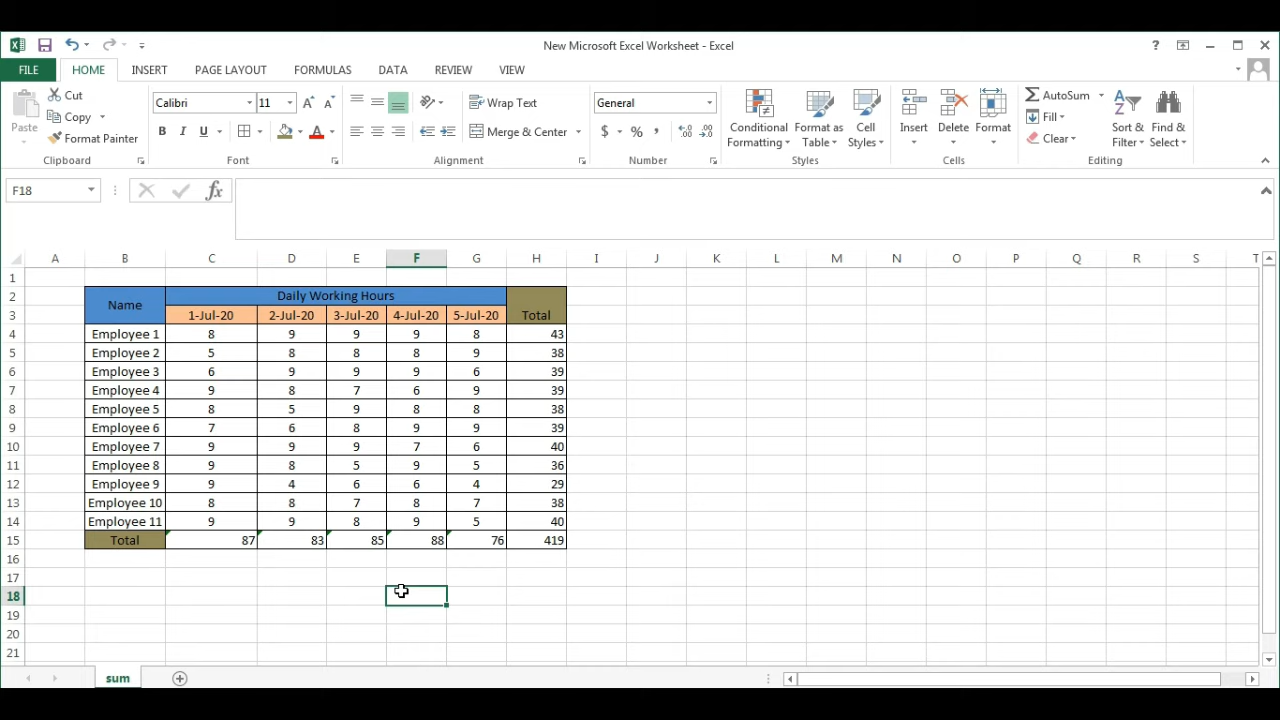 New Microsoft Excel Worksheet - Excel
FILE HOME INSERT PAGE LAYOUT FORMULAS DATA REVIEW VIEW
Paste Cut Copy Format Painter
Calibri 11
B I U A
Wrap Text
Merge & Center
General
$ % ,
Conditional Formatting
Format as Table
Cell Styles
Insert Delete Format
AutoSum
Fill
Clear
Sort & Filter
Find & Select
Clipboard Font Alignment Number Styles Cells Editing
F18 fx
A B C D E F G H I J K L M N O P Q R S T
1
2 Name Daily Working Hours
3 1-Jul-20 2-Jul-20 3-Jul-20 4-Jul-20 5-Jul-20 Total
4 Employee 1 8 9 9 9 8 43
5 Employee 2 5 8 8 8 9 38
6 Employee 3 6 9 9 9 6 39
7 Employee 4 9 8 7 6 9 39
8 Employee 5 8 5 9 8 8 38
9 Employee 6 7 6 8 9 9 39
10 Employee 7 9 9 9 7 6 40
11 Employee 8 9 8 5 9 5 36
12 Employee 9 9 4 6 6 4 29
13 Employee 10 8 8 7 8 7 38
14 Employee 11 9 9 8 9 5 40
15 Total 87 83 85 88 76 419
16
17
18
19
20
21
sum